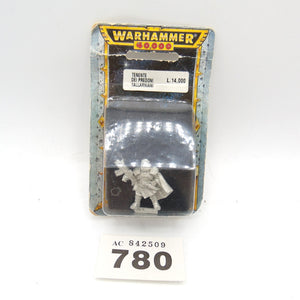 WARHAMMER
40,000
TENENTE
DEI PREDONI
TALLARNIANI
L.14,000
AC 842509
780